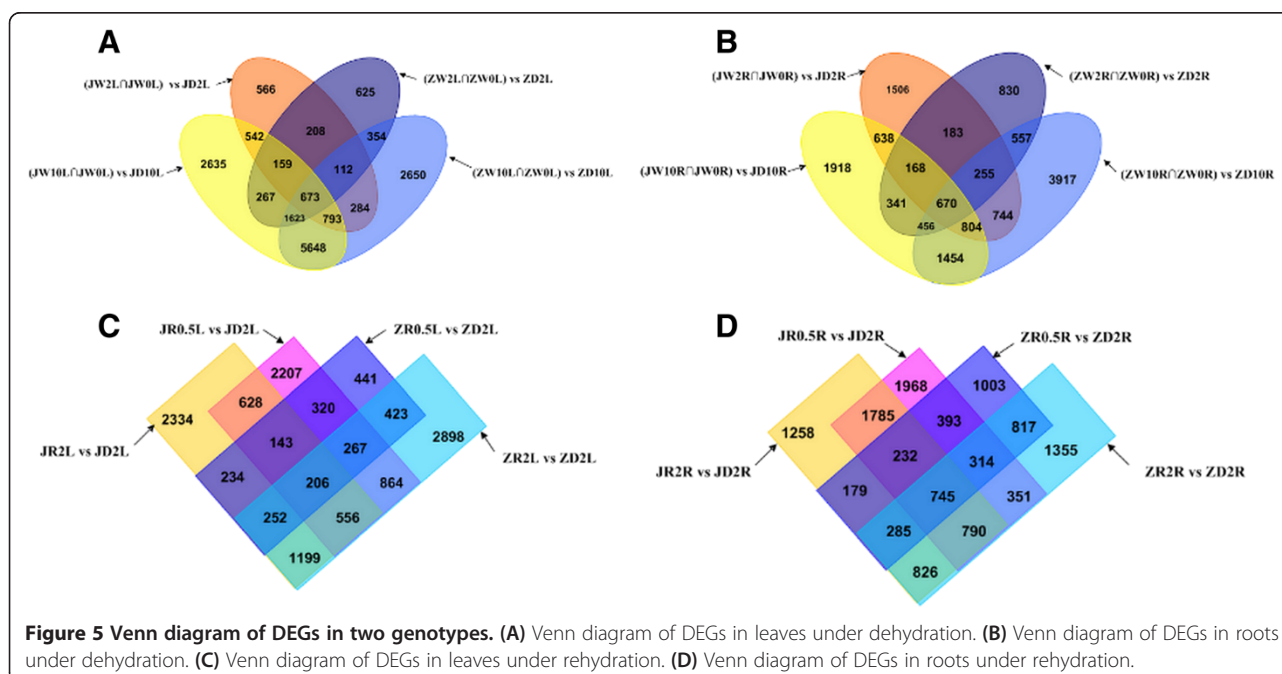 A
B
(JW2L∩JW0L) vs JD2L
(ZW2L∩ZW0L) vs ZD2L
(JW10L∩JW0L) vs JD10L
(ZW10L∩ZW0L) vs ZD10L
566
625
542
208
354
2635
159
112
2650
267
673
284
1623
793
5648
(JW2R∩JW0R) vs JD2R
(ZW2R∩ZW0R) vs ZD2R
(JW10R∩JW0R) vs JD10R
(ZW10R∩ZW0R) vs ZD10R
1506
830
638
183
557
1918
168
255
3917
341
670
744
456
804
1454
C
D
JR0.5L vs JD2L
ZR0.5L vs ZD2L
JR2L vs JD2L
ZR2L vs ZD2L
2207
441
628
320
423
2334
143
267
2898
234
206
864
252
556
1199
JR0.5R vs JD2R
ZR0.5R vs ZD2R
JR2R vs JD2R
ZR2R vs ZD2R
1968
1003
1785
393
817
1258
232
314
1355
179
745
351
285
790
826
Figure 5 Venn diagram of DEGs in two genotypes. (A) Venn diagram of DEGs in leaves under dehydration. (B) Venn diagram of DEGs in roots
under dehydration. (C) Venn diagram of DEGs in leaves under rehydration. (D) Venn diagram of DEGs in roots under rehydration.